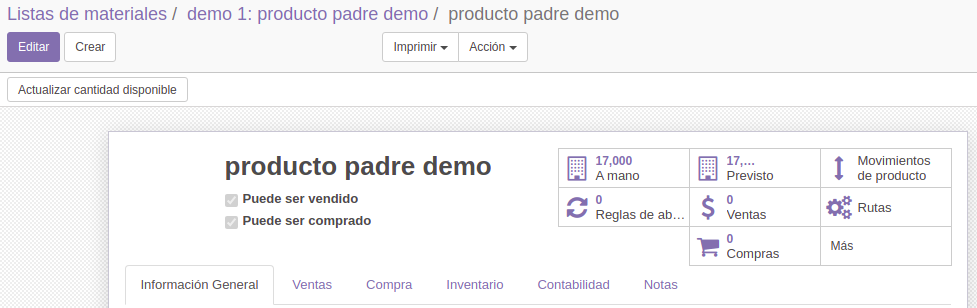 Listas de materiales / demo 1: producto padre demo / producto padre demo
Editar Crear Imprimir Acción
Actualizar cantidad disponible
producto padre demo
Puede ser vendido
Puede ser comprado
17,000
A mano
17,...
Previsto
Movimientos
de producto
0
Reglas de ab...
0
Ventas
Rutas
0
Compras
Más
Información General Ventas Compra Inventario Contabilidad Notas